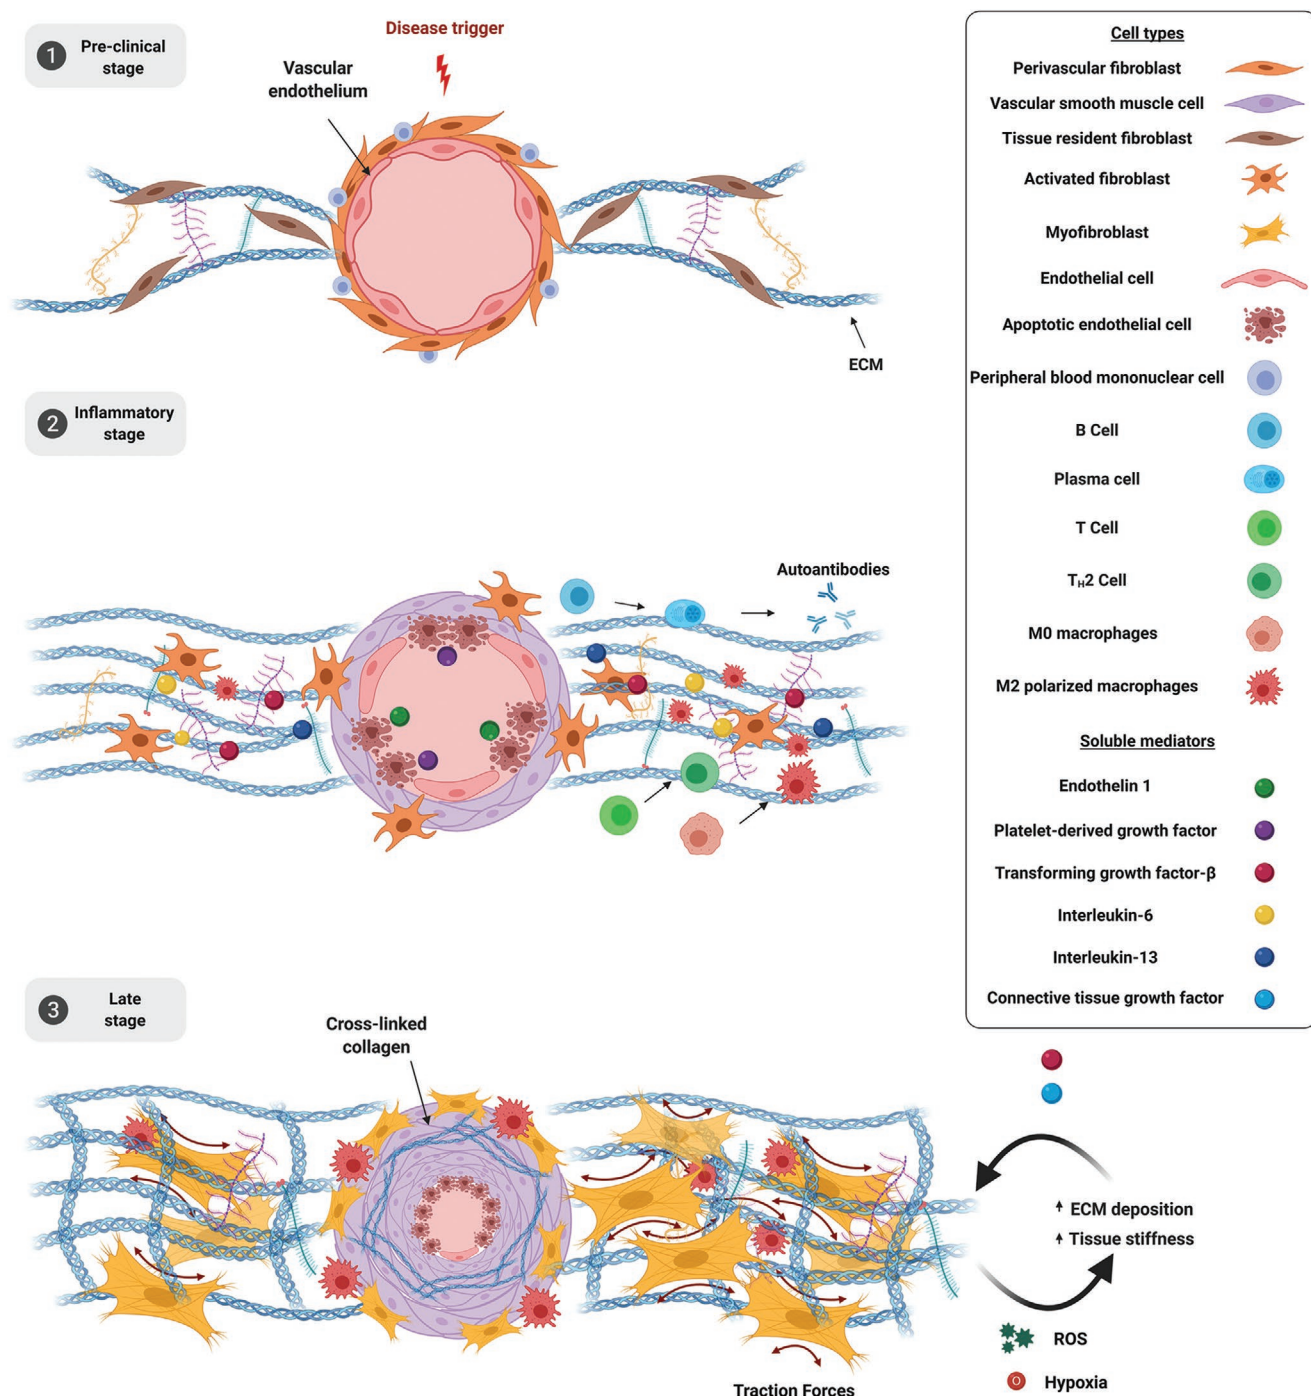 1
Pre-clinical
stage
Disease trigger
Vascular
endothelium
ECM
2
Inflammatory
stage
Autoantibodies
3
Late
stage
Cross-linked
collagen
Traction Forces
Cell types
Perivascular fibroblast
Vascular smooth muscle cell
Tissue resident fibroblast
Activated fibroblast
Myofibroblast
Endothelial cell
Apoptotic endothelial cell
Peripheral blood mononuclear cell
B Cell
Plasma cell
T Cell
TH2 Cell
M0 macrophages
M2 polarized macrophages
Soluble mediators
Endothelin 1
Platelet-derived growth factor
Transforming growth factor-β
Interleukin-6
Interleukin-13
Connective tissue growth factor
ECM deposition
Tissue stiffness
ROS
O Hypoxia